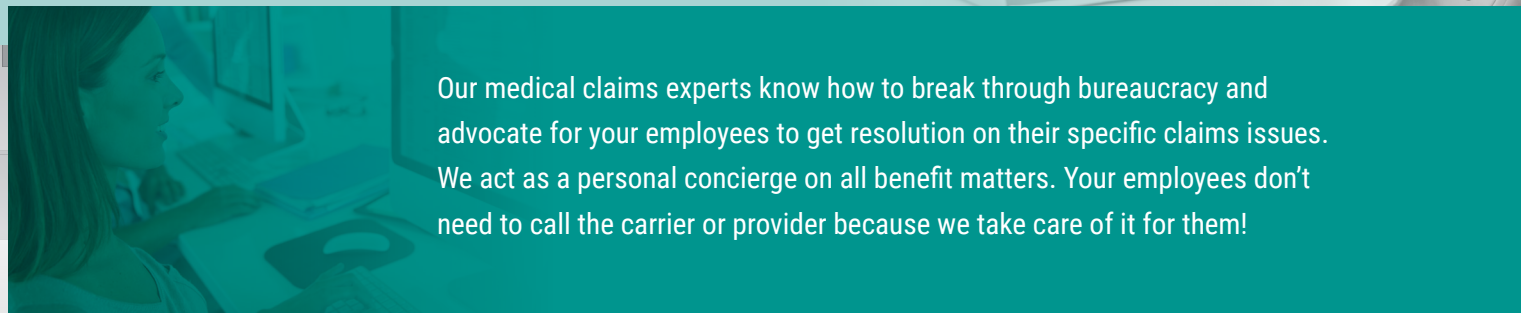 Our medical claims experts know how to break through bureaucracy and
advocate for your employees to get resolution on their specific claims issues.
We act as a personal concierge on all benefit matters. Your employees don’t
need to call the carrier or provider because we take care of it for them!